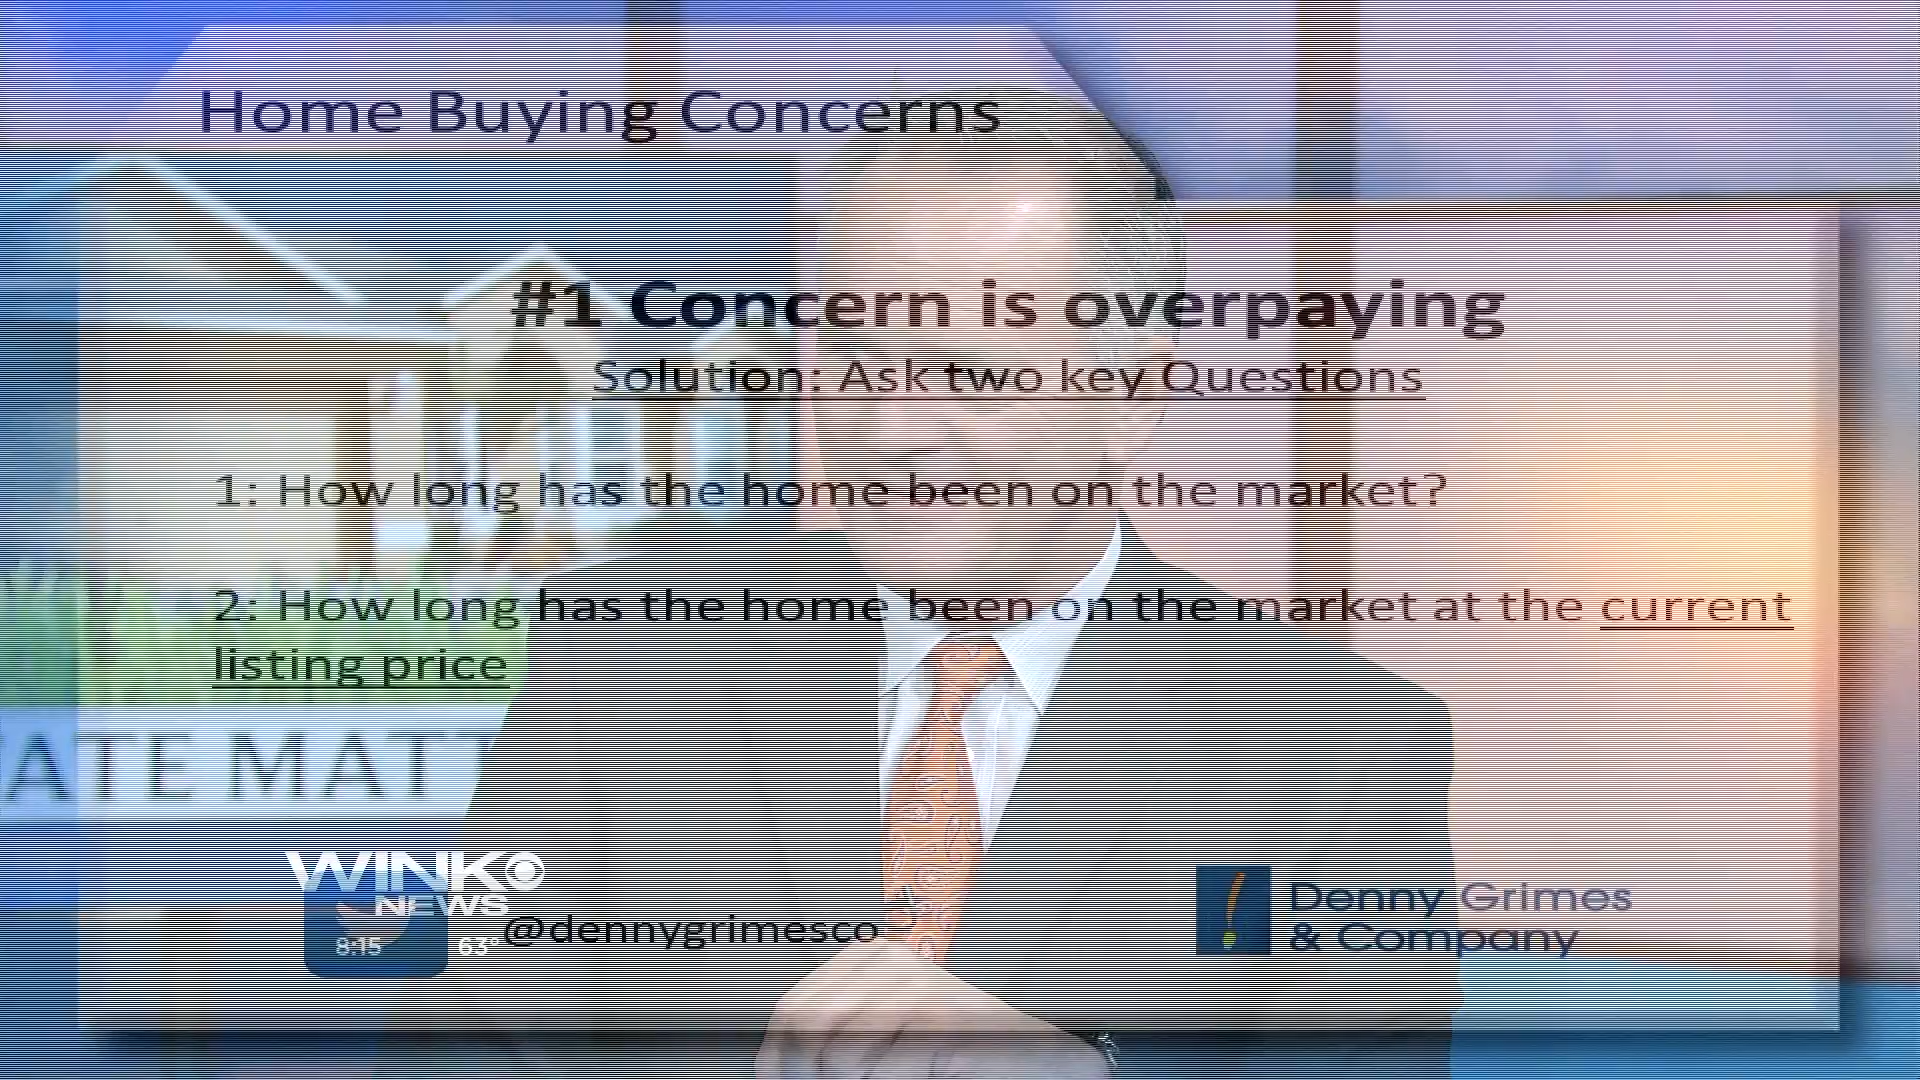 Home Buying Concerns
#1 Concern is overpaying
Solution: Ask two key Questions
1: How long has the home been on the market?
2: How long has the home been on the market at the current
listing price
ATE MATT
WINK
NEWS
8:15 63°
@dennygrimesco
Denny Grimes
& Company